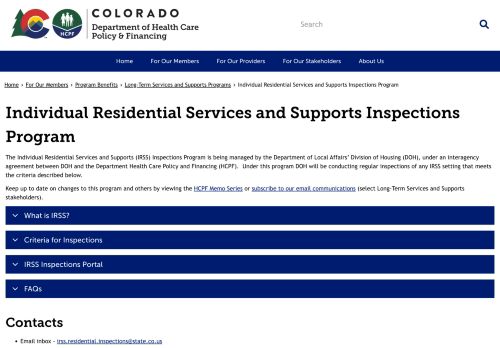 COLORADO
Department of Health Care
Policy & Financing
HCPF
Search
Home
For Our Members
For Our Providers
For Our Stakeholders
About Us
Home › For Our Members › Program Benefits › Long-Term Services and Supports Programs › Individual Residential Services and Supports Inspections Program
Individual Residential Services and Supports Inspections
Program
The Individual Residential Services and Supports (IRSS) Inspections Program is being managed by the Department of Local Affairs' Division of Housing (DOH), under an interagency
agreement between DOH and the Department Health Care Policy and Financing (HCPF). Under this program DOH will be conducting regular inspections of any IRSS setting that meets
the criteria described below.
Keep up to date on changes to this program and others by viewing the HCPF Memo Series or subscribe to our email communications (select Long-Term Services and Supports
stakeholders).
What is IRSS?
Criteria for Inspections
IRSS Inspections Portal
FAQs
Contacts
• Email inbox - irss.residential.inspections@state.co.us